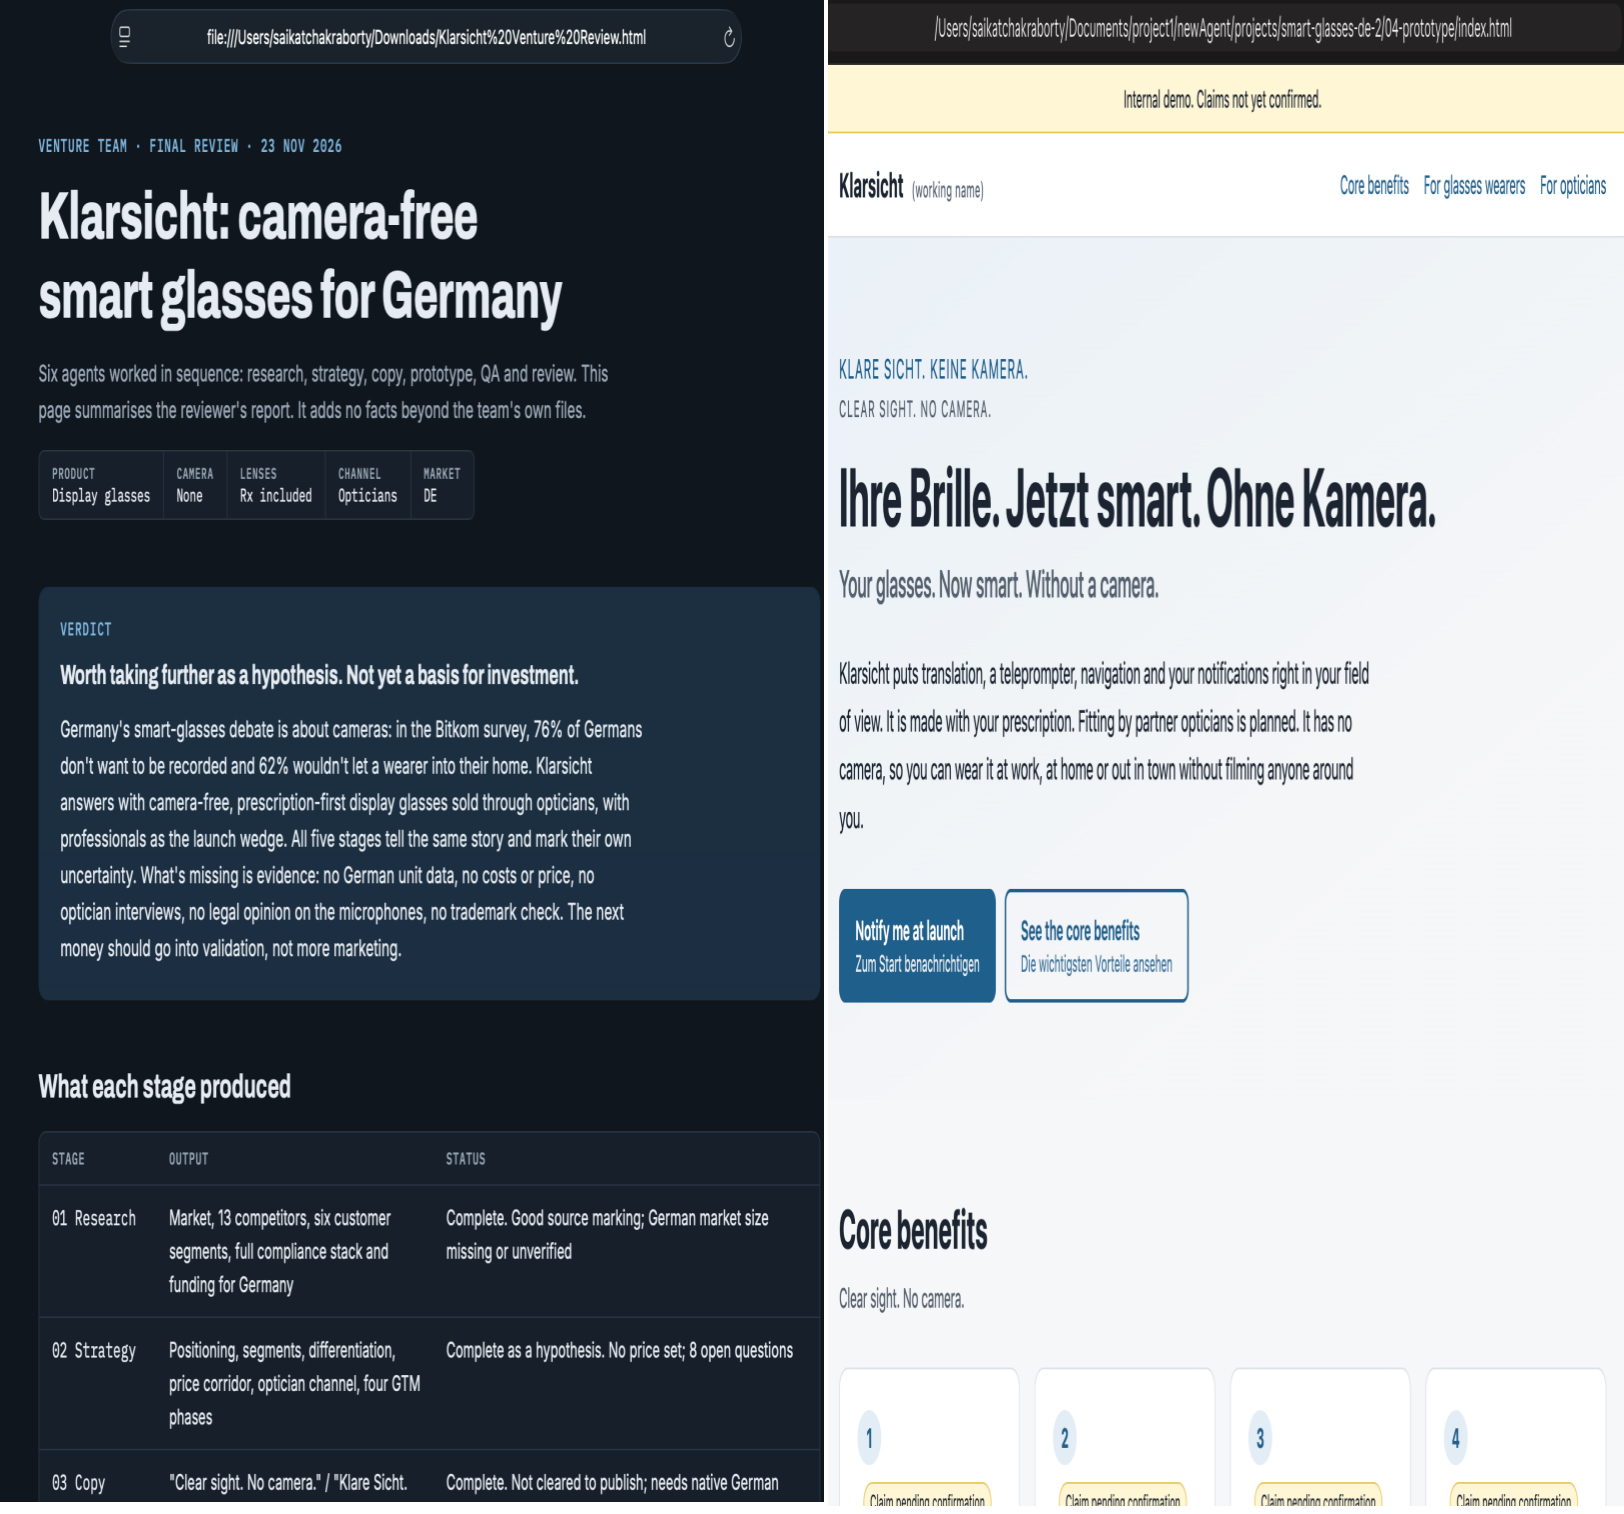 file:///Users/saikatchakraborty/Downloads/Klarsicht%20Venture%20Review.html
VENTURE TEAM · FINAL REVIEW · 23 NOV 2026
Klarsicht: camera-free
smart glasses for Germany
Six agents worked in sequence: research, strategy, copy, prototype, QA and review. This
page summarises the reviewer's report. It adds no facts beyond the team's own files.
PRODUCT
Display glasses
CAMERA
None
LENSES
Rx included
CHANNEL
Opticians
MARKET
DE
VERDICT
Worth taking further as a hypothesis. Not yet a basis for investment.
Germany's smart-glasses debate is about cameras: in the Bitkom survey, 76% of Germans
don't want to be recorded and 62% wouldn't let a wearer into their home. Klarsicht
answers with camera-free, prescription-first display glasses sold through opticians, with
professionals as the launch wedge. All five stages tell the same story and mark their own
uncertainty. What's missing is evidence: no German unit data, no costs or price, no
optician interviews, no legal opinion on the microphones, no trademark check. The next
money should go into validation, not more marketing.
What each stage produced
STAGE OUTPUT STATUS
01 Research
Market, 13 competitors, six customer
segments, full compliance stack and
funding for Germany
Complete. Good source marking; German market size
missing or unverified
02 Strategy
Positioning, segments, differentiation,
price corridor, optician channel, four GTM
phases
Complete as a hypothesis. No price set; 8 open questions
03 Copy
"Clear sight. No camera." / "Klare Sicht.
Complete. Not cleared to publish; needs native German
/Users/saikatchakraborty/Documents/project1/newAgent/projects/smart-glasses-de-2/04-prototype/index.html
Internal demo. Claims not yet confirmed.
Klarsicht (working name)
Core benefits For glasses wearers For opticians
KLARE SICHT. KEINE KAMERA.
CLEAR SIGHT. NO CAMERA.
Ihre Brille. Jetzt smart. Ohne Kamera.
Your glasses. Now smart. Without a camera.
Klarsicht puts translation, a teleprompter, navigation and your notifications right in your field
of view. It is made with your prescription. Fitting by partner opticians is planned. It has no
camera, so you can wear it at work, at home or out in town without filming anyone around
you.
Notify me at launch
Zum Start benachrichtigen
See the core benefits
Die wichtigsten Vorteile ansehen
Core benefits
Clear sight. No camera.
1
Claim pending confirmation
2
Claim pending confirmation
3
Claim pending confirmation
4
Claim pending confirmation